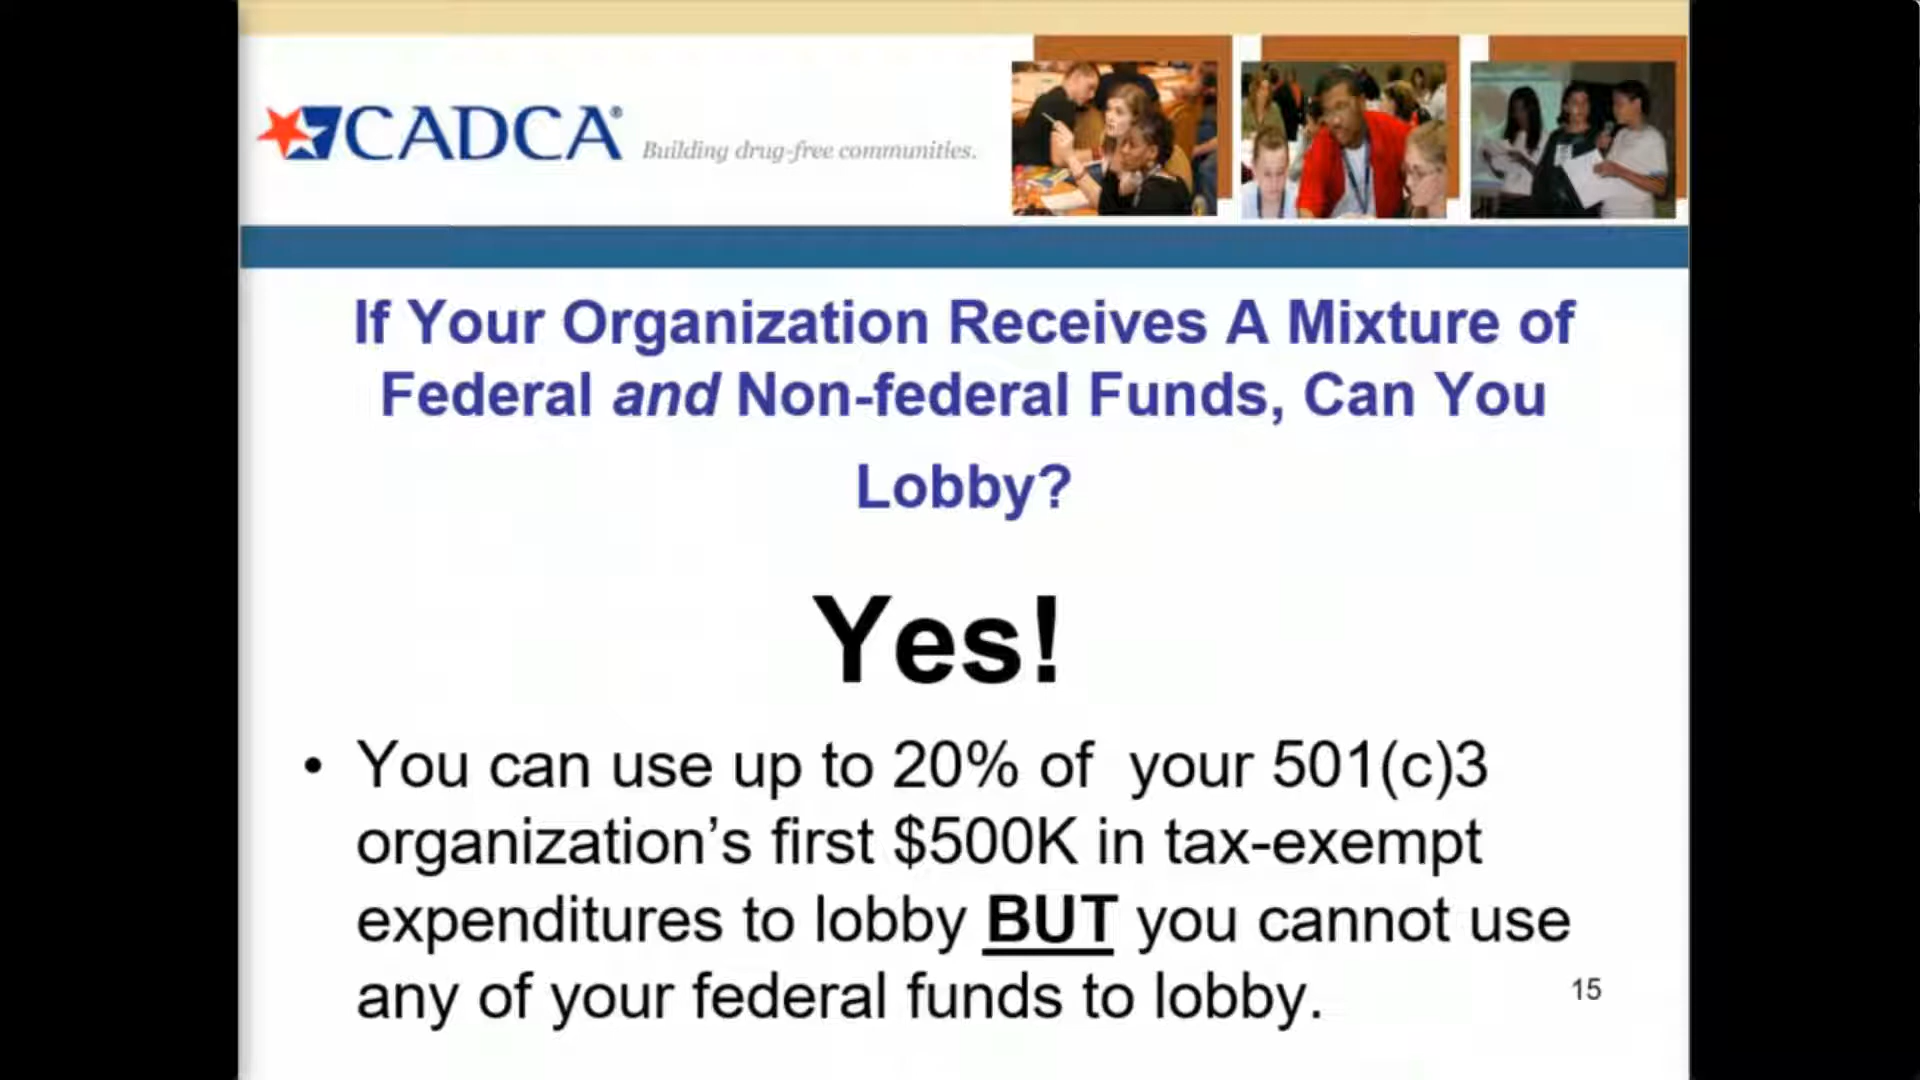 CADCA® Building drug-free communities.
If Your Organization Receives A Mixture of
Federal and Non-federal Funds, Can You
Lobby?
Yes!
• You can use up to 20% of your 501(c)3
organization’s first $500K in tax-exempt
expenditures to lobby BUT you cannot use
any of your federal funds to lobby.
15